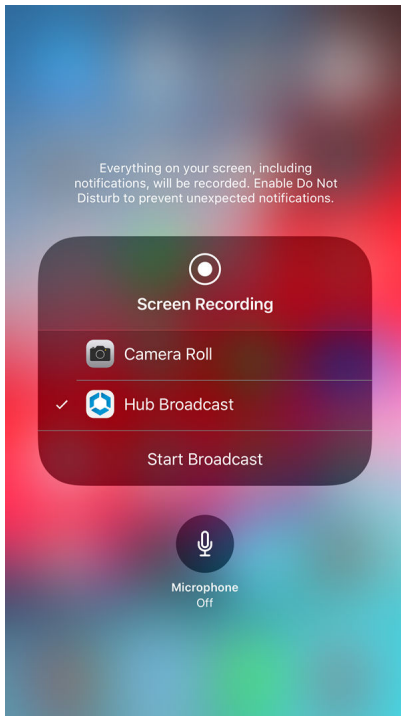 Everything on your screen, including
notifications, will be recorded. Enable Do Not
Disturb to prevent unexpected notifications.
Screen Recording
Camera Roll
Hub Broadcast
Start Broadcast
Microphone
Off